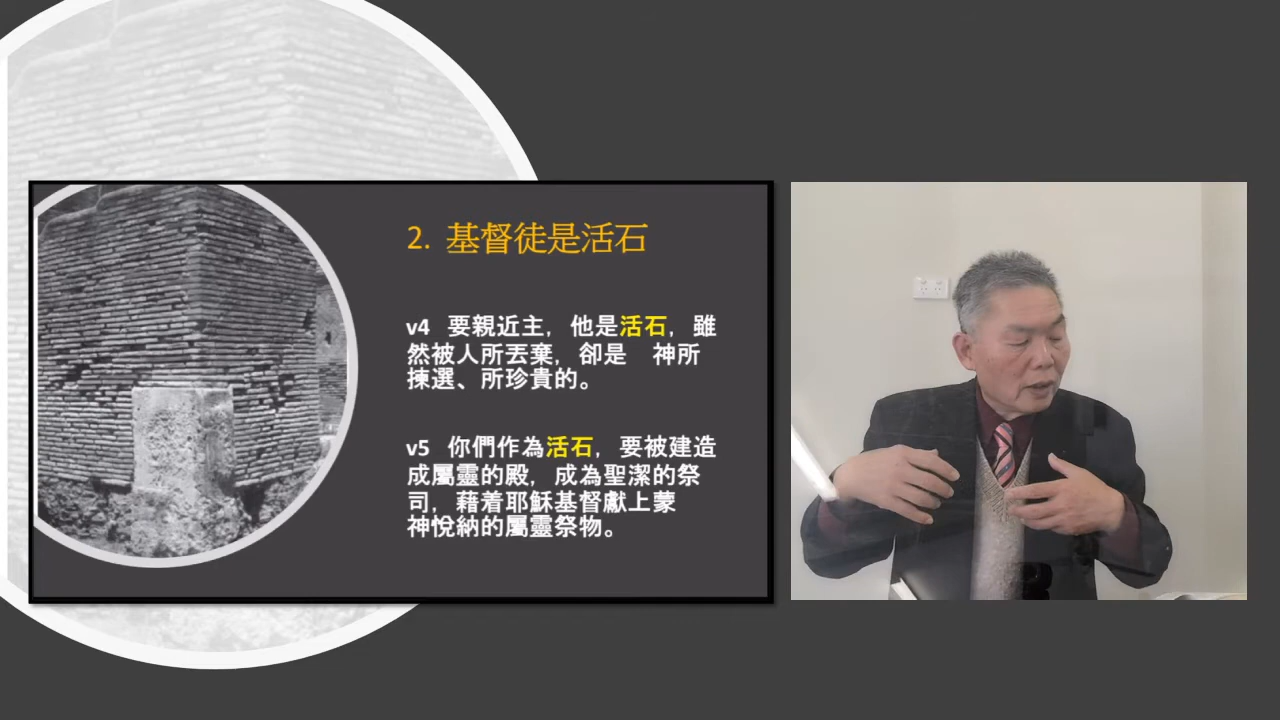 2. 基督徒是活石
v4 要親近主，他是活石，雖
然被人所丟棄，卻是　神所
揀選、所珍貴的。
v5 你們作為活石，要被建造
成屬靈的殿，成為聖潔的祭
司，藉着耶穌基督獻上蒙
神悅納的屬靈祭物。